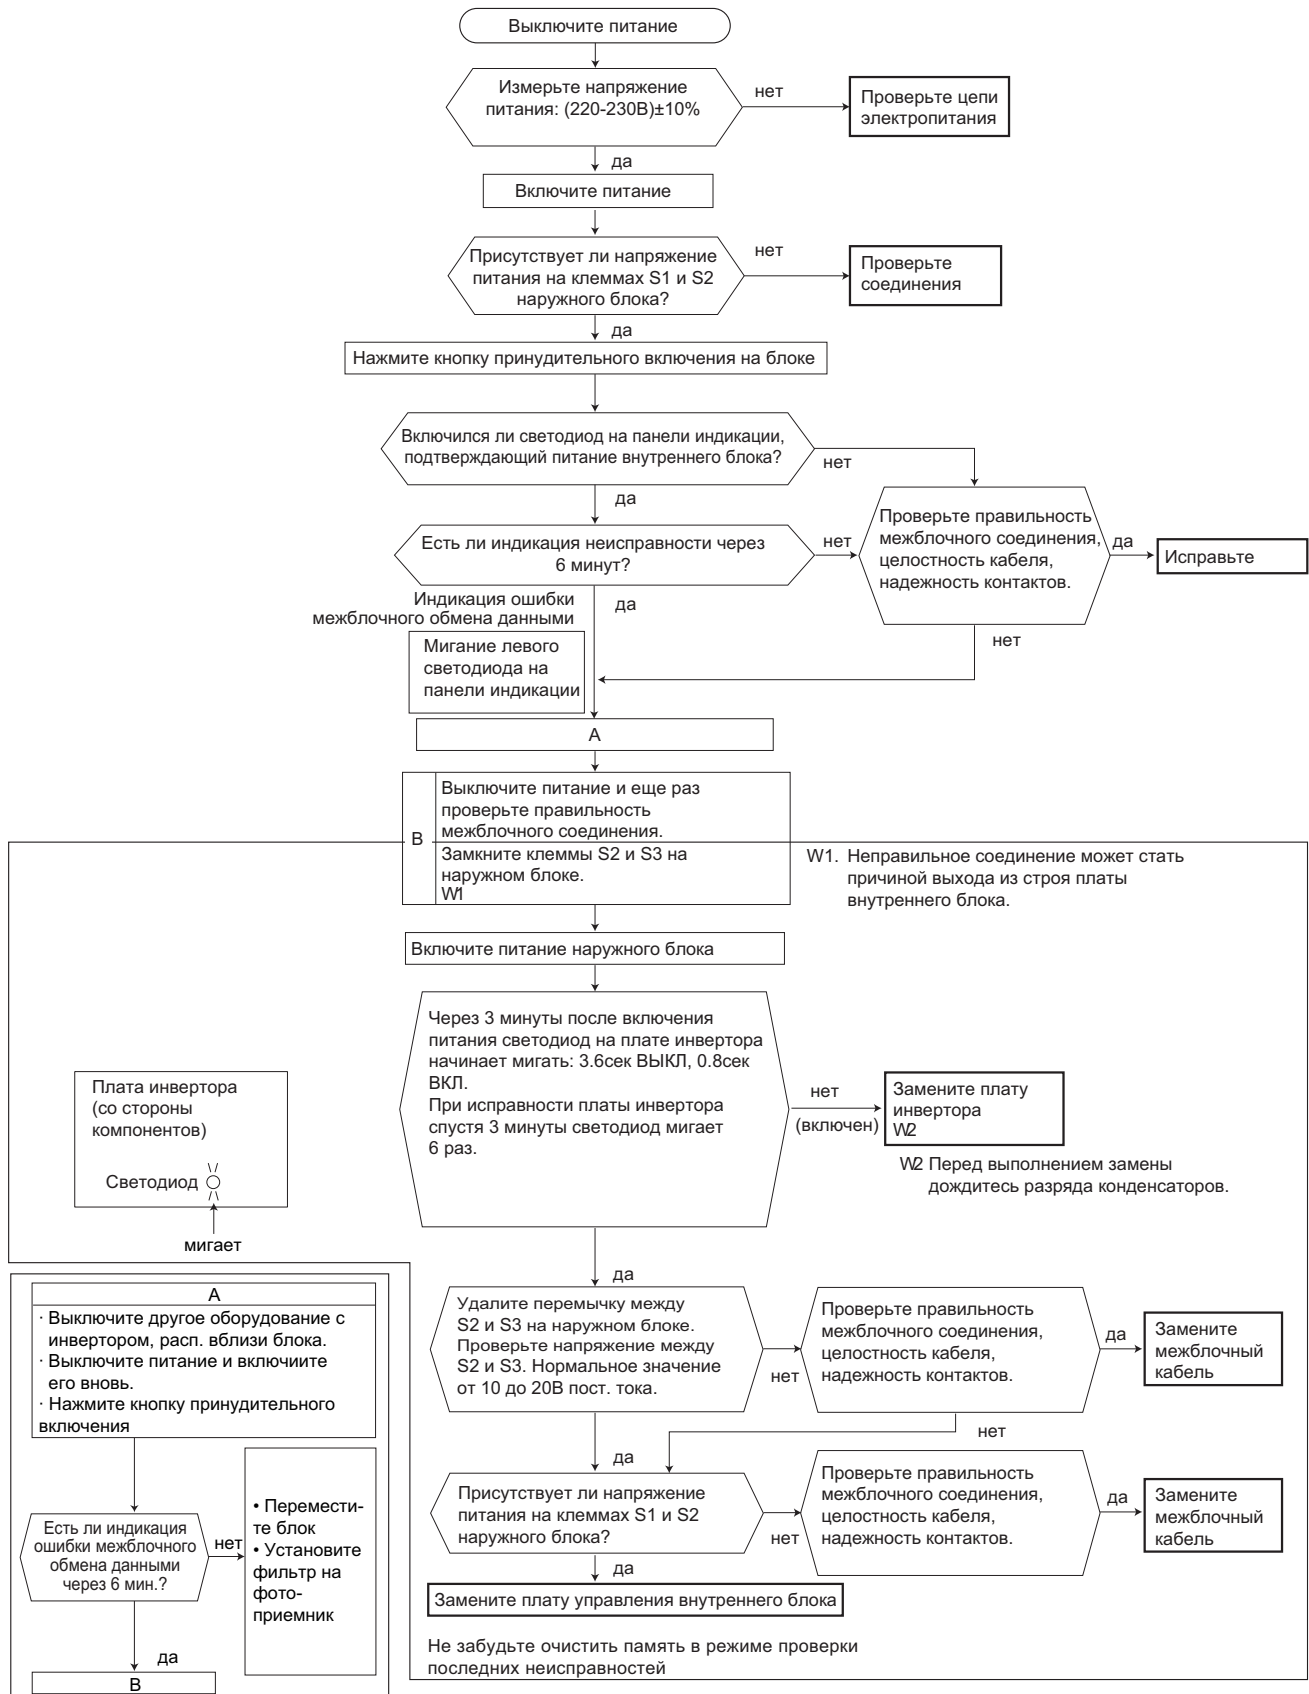 Выключите питание
Измерьте напряжение
питания: (220-230В)±10%
нет
Проверьте цепи
электропитания
да
Включите питание
Присутствует ли напряжение
питания на клеммах S1 и S2
наружного блока?
нет
Проверьте
соединения
да
Нажмите кнопку принудительного включения на блоке
Включился ли светодиод на панели индикации,
подтверждающий питание внутреннего блока?
нет
да
Проверьте правильность
межблочного соединения,
целостность кабеля,
надежность контактов.
да
Исправьте
Есть ли индикация неисправности через
6 минут?
нет
Индикация ошибки
межблочного обмена данными
да
нет
Мигание левого
светодиода на
панели индикации
A
B
Выключите питание и еще раз
проверьте правильность
межблочного соединения.
Замкните клеммы S2 и S3 на
наружном блоке.
W1
W1. Неправильное соединение может стать
причиной выхода из строя платы
внутреннего блока.
Включите питание наружного блока
Через 3 минуты после включения
питания светодиод на плате инвертора
начинает мигать: 3.6сек ВЫКЛ, 0.8сек
ВКЛ.
При исправности платы инвертора
спустя 3 минуты светодиод мигает
6 раз.
нет
(включен)
Замените плату
инвертора
W2
W2 Перед выполнением замены
дождитесь разряда конденсаторов.
Плата инвертора
(со стороны
компонентов)
Светодиод
мигает
да
Удалите перемычку между
S2 и S3 на наружном блоке.
Проверьте напряжение между
S2 и S3. Нормальное значение
от 10 до 20В пост. тока.
нет
Проверьте правильность
межблочного соединения,
целостность кабеля,
надежность контактов.
да
Замените
межблочный
кабель
нет
да
Присутствует ли напряжение
питания на клеммах S1 и S2
наружного блока?
нет
Проверьте правильность
межблочного соединения,
целостность кабеля,
надежность контактов.
да
Замените
межблочный
кабель
да
Замените плату управления внутреннего блока
Не забудьте очистить память в режиме проверки
последних неисправностей
A
· Выключите другое оборудование с
инвертором, расп. вблизи блока.
· Выключите питание и включиите
его вновь.
· Нажмите кнопку принудительного
включения
Есть ли индикация
ошибки межблочного
обмена данными
через 6 мин.?
нет
• Перемести-
те блок
• Установите
фильтр на
фото-
приемник
да
B